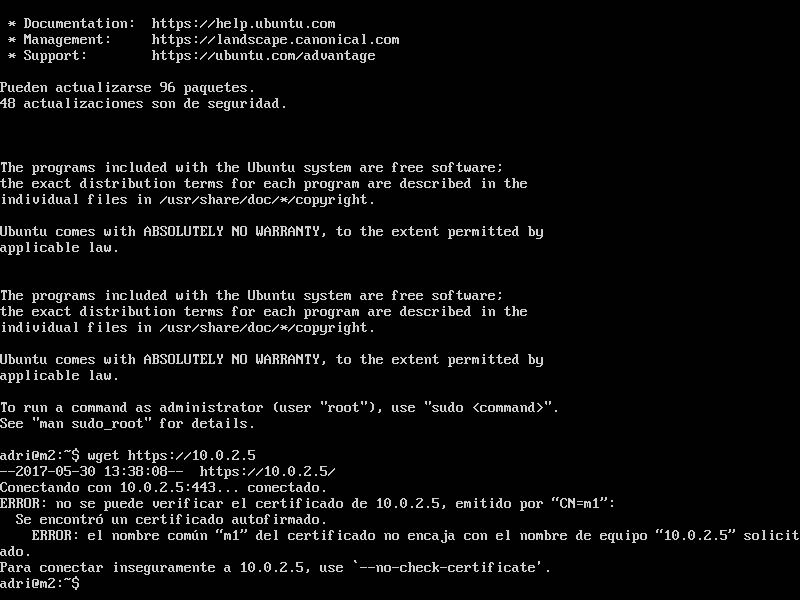 * Documentation:  https://help.ubuntu.com
 * Management:     https://landscape.canonical.com
 * Support:        https://ubuntu.com/advantage
Pueden actualizarse 96 paquetes.
48 actualizaciones son de seguridad.
The programs included with the Ubuntu system are free software;
the exact distribution terms for each program are described in the
individual files in /usr/share/doc/*/copyright.
Ubuntu comes with ABSOLUTELY NO WARRANTY, to the extent permitted by
applicable law.
The programs included with the Ubuntu system are free software;
the exact distribution terms for each program are described in the
individual files in /usr/share/doc/*/copyright.
Ubuntu comes with ABSOLUTELY NO WARRANTY, to the extent permitted by
applicable law.
To run a command as administrator (user "root"), use "sudo <command>".
See "man sudo_root" for details.
adri@m2:~$ wget https://10.0.2.5
--2017-05-30 13:38:08--  https://10.0.2.5/
Conectando con 10.0.2.5:443... conectado.
ERROR: no se puede verificar el certificado de 10.0.2.5, emitido por “CN=m1”:
  Se encontró un certificado autofirmado.
    ERROR: el nombre común “m1” del certificado no encaja con el nombre de equipo “10.0.2.5” solicit
ado.
Para conectar inseguramente a 10.0.2.5, use `--no-check-certificate'.
adri@m2:~$